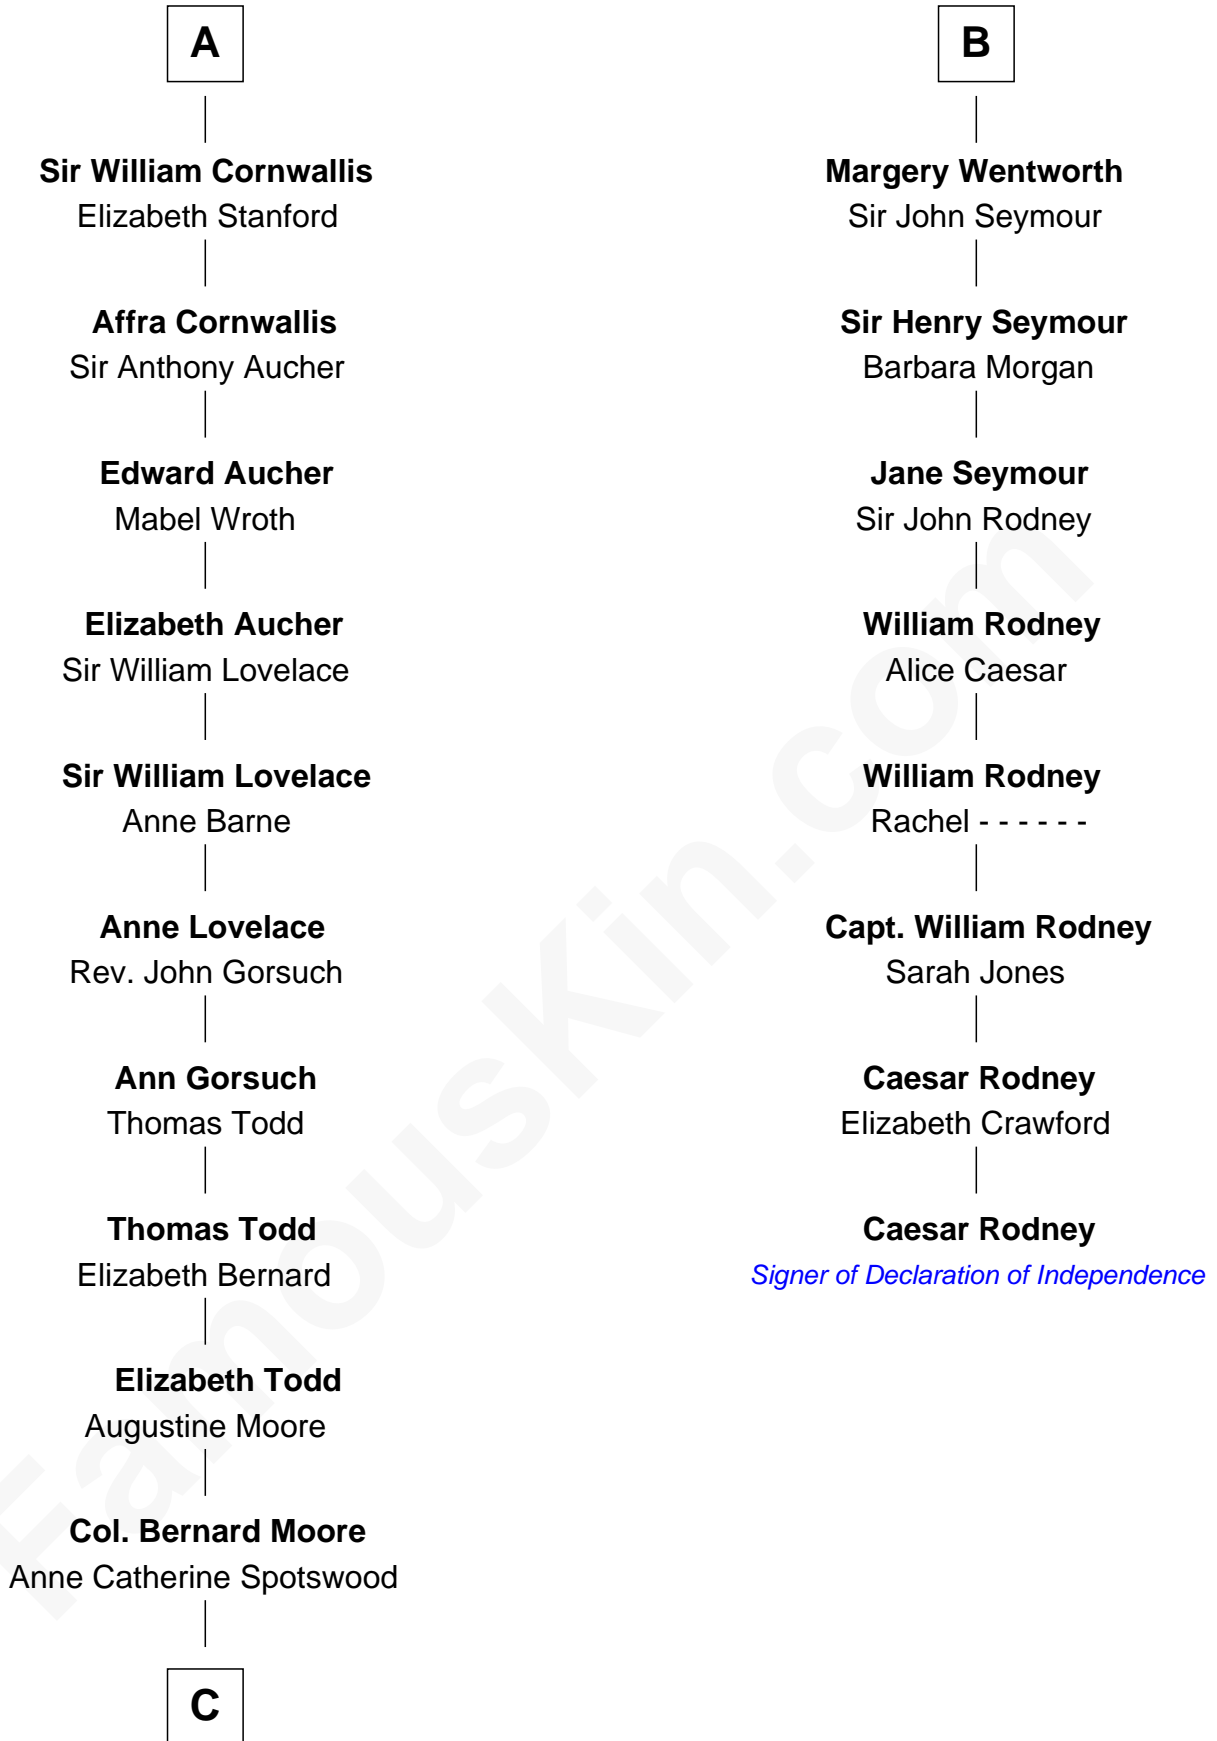 A
Sir William Cornwallis
Elizabeth Stanford
Affra Cornwallis
Sir Anthony Aucher
Edward Aucher
Mabel Wroth
Elizabeth Aucher
Sir William Lovelace
Sir William Lovelace
Anne Barne
Anne Lovelace
Rev. John Gorsuch
Ann Gorsuch
Thomas Todd
Thomas Todd
Elizabeth Bernard
Elizabeth Todd
Augustine Moore
Col. Bernard Moore
Anne Catherine Spotswood
C
B
Margery Wentworth
Sir John Seymour
Sir Henry Seymour
Barbara Morgan
Jane Seymour
Sir John Rodney
William Rodney
Alice Caesar
William Rodney
Rachel - - - - - -
Capt. William Rodney
Sarah Jones
Caesar Rodney
Elizabeth Crawford
Caesar Rodney
Signer of Declaration of Independence
FamousKin.com